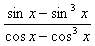 sin x − sin³ x
cos x − cos³ x